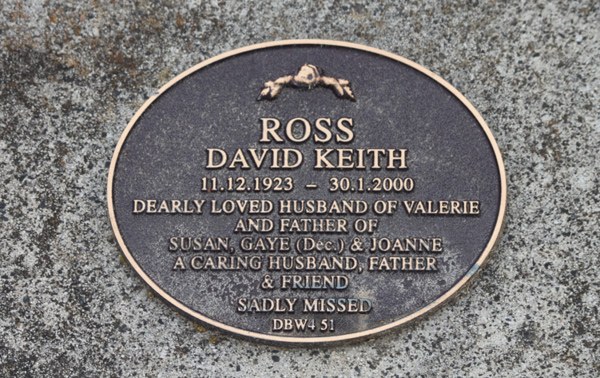 ROSS
DAVID KEITH
11.12.1923 – 30.1.2000
DEARLY LOVED HUSBAND OF VALERIE
AND FATHER OF
SUSAN, GAYE (Dec.) & JOANNE
A CARING HUSBAND, FATHER
& FRIEND
SADLY MISSED
DBW4 51